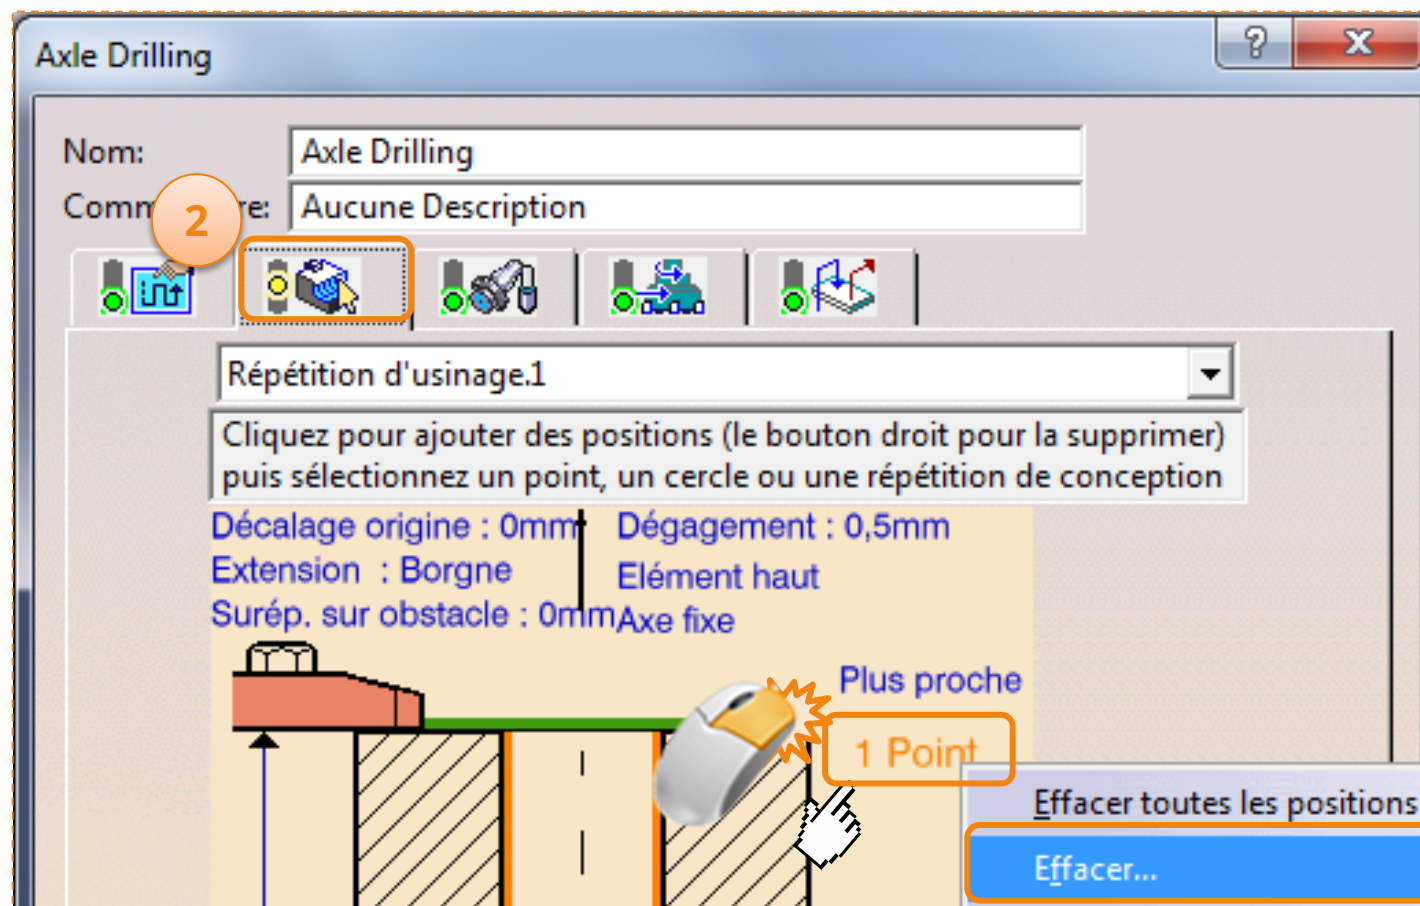 Axle Drilling
Nom:
Axle Drilling
2
Aucune Description
Répétition d'usinage.1
Cliquez pour ajouter des positions (le bouton droit pour la supprimer)
puis sélectionnez un point, un cercle ou une répétition de conception
Décalage origine : 0mm
Dégagement : 0,5mm
Extension : Borgne
Elément haut
Surép. sur obstacle : 0mm
Axe fixe
Plus proche
1 Point
Effacer toutes les positions
Effacer...